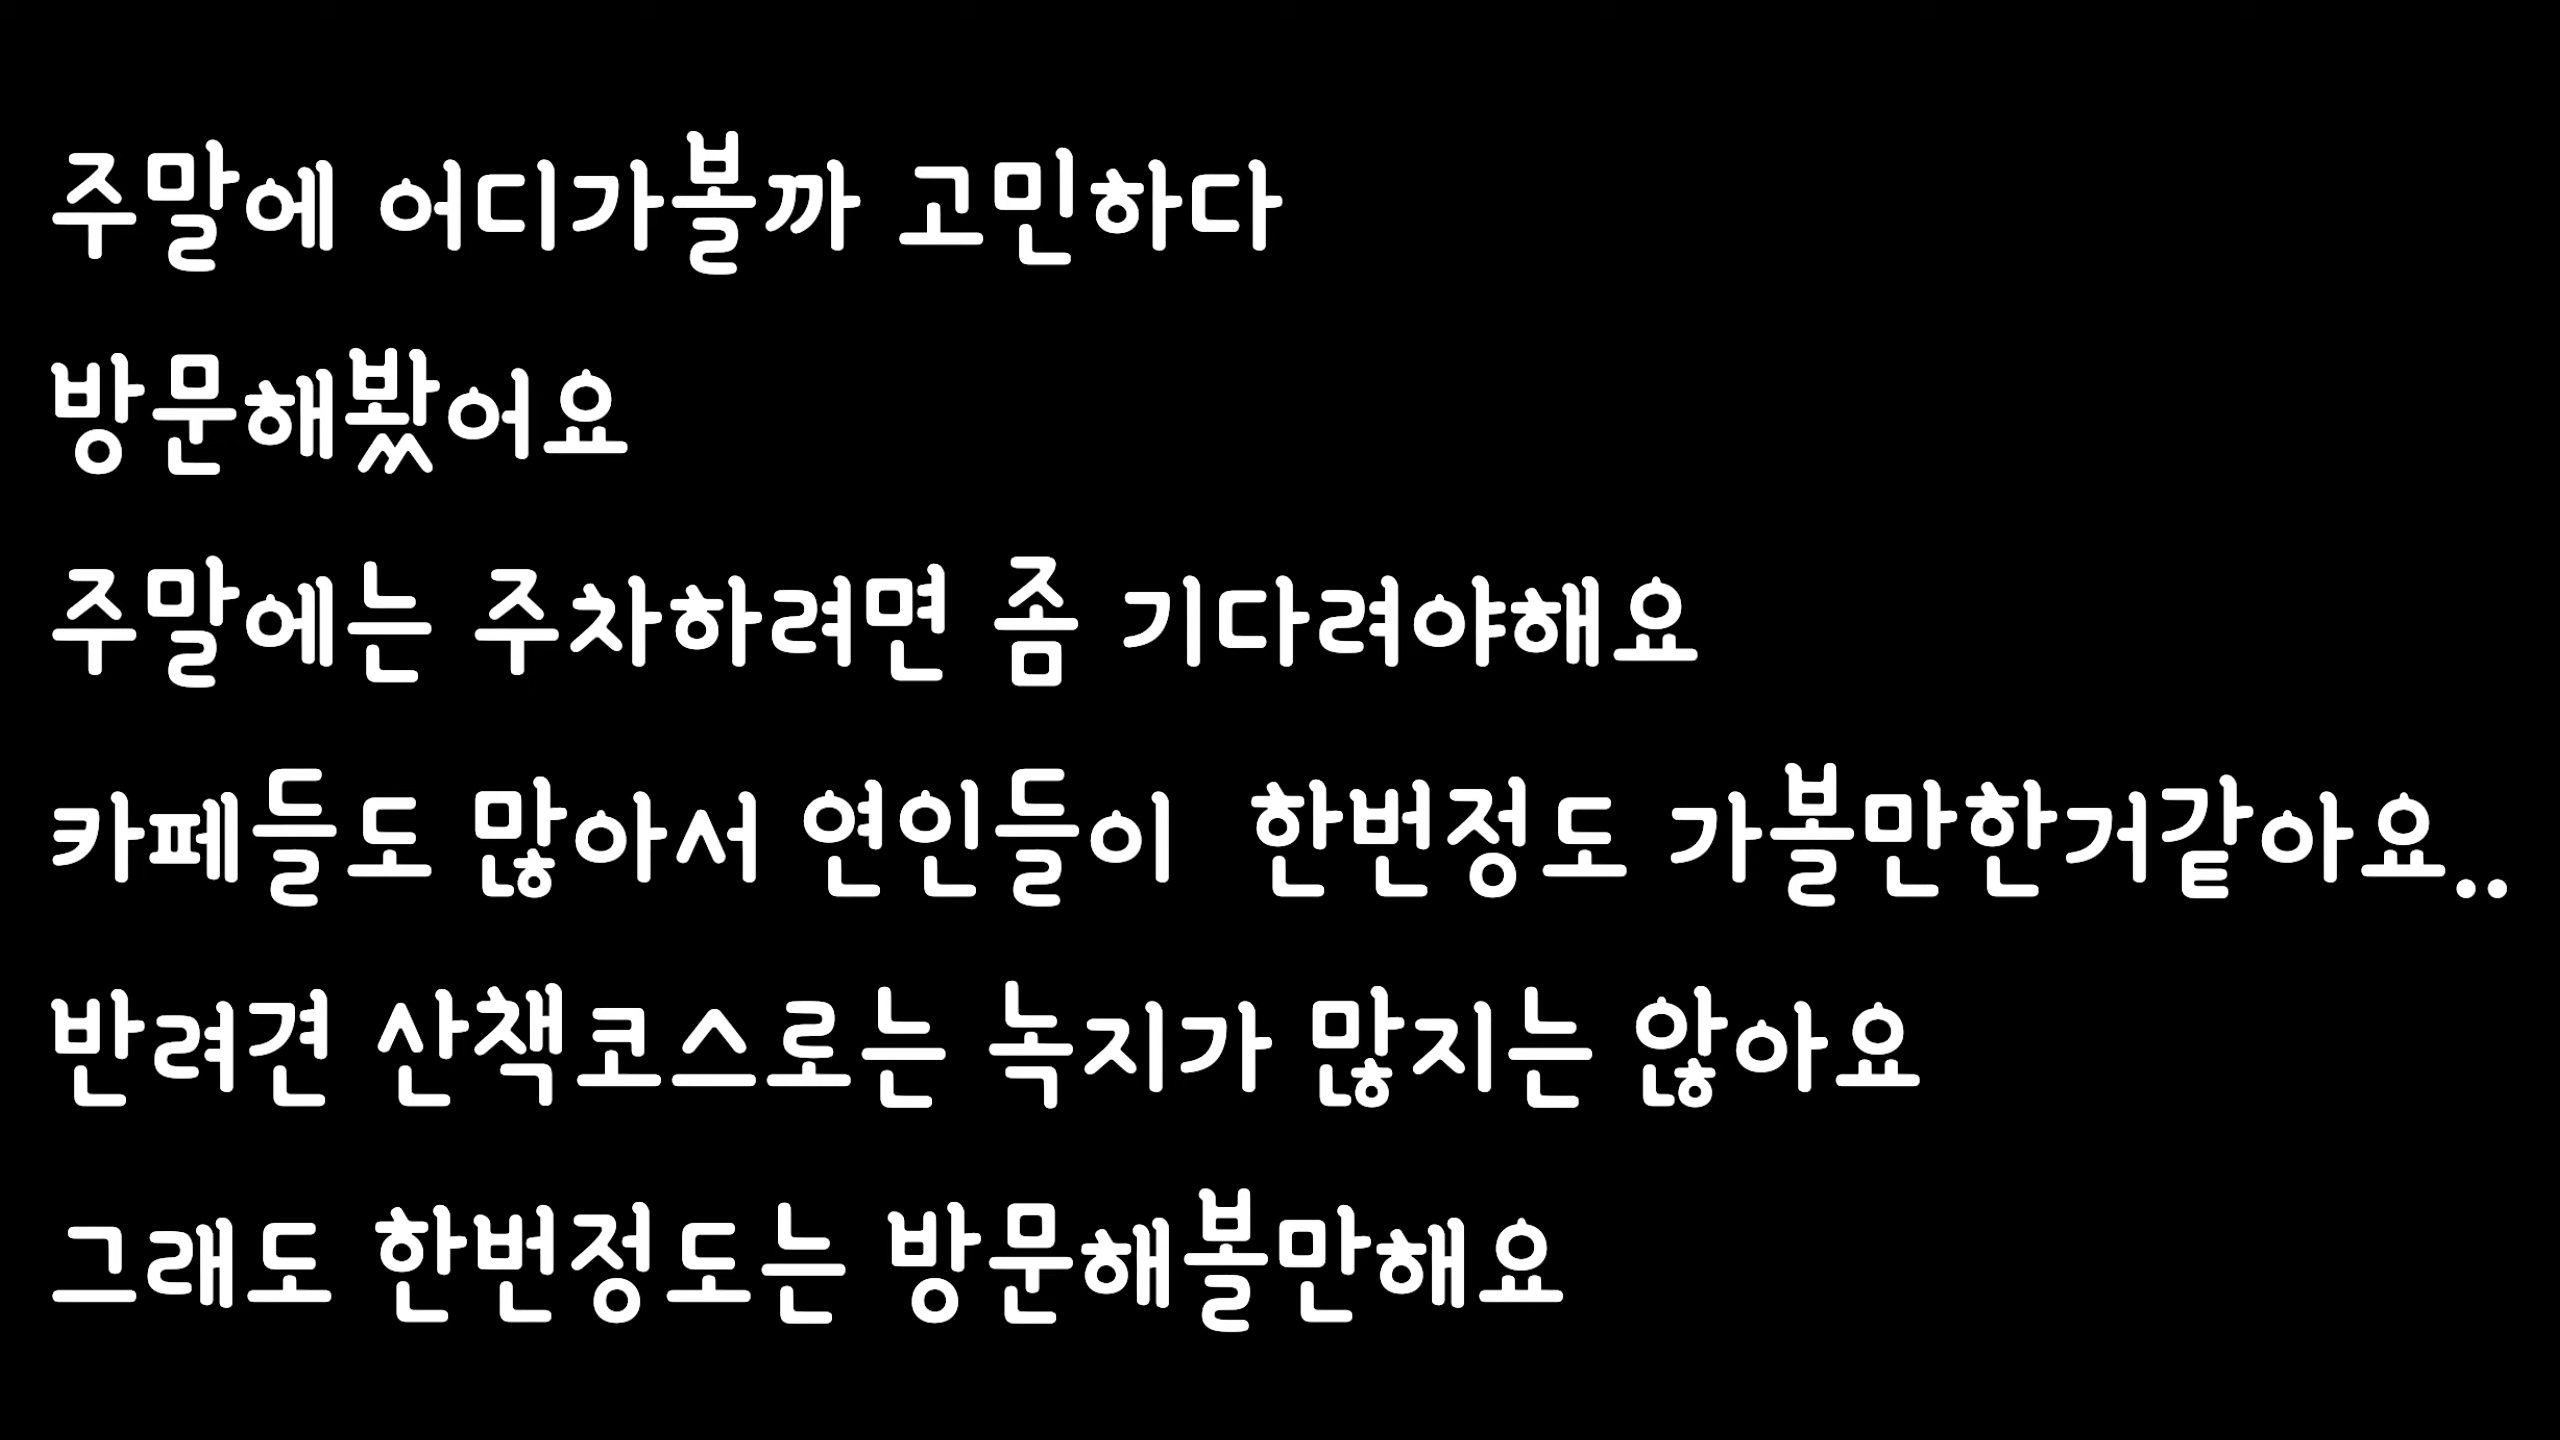 주말에 어디가볼까 고민하다
방문해봤어요
주말에는 주차하려면 좀 기다려야해요
카페들도 많아서 연인들이  한번정도 가볼만한거같아요..
반려견 산책코스로는 녹지가 많지는 않아요
그래도 한번정도는 방문해볼만해요